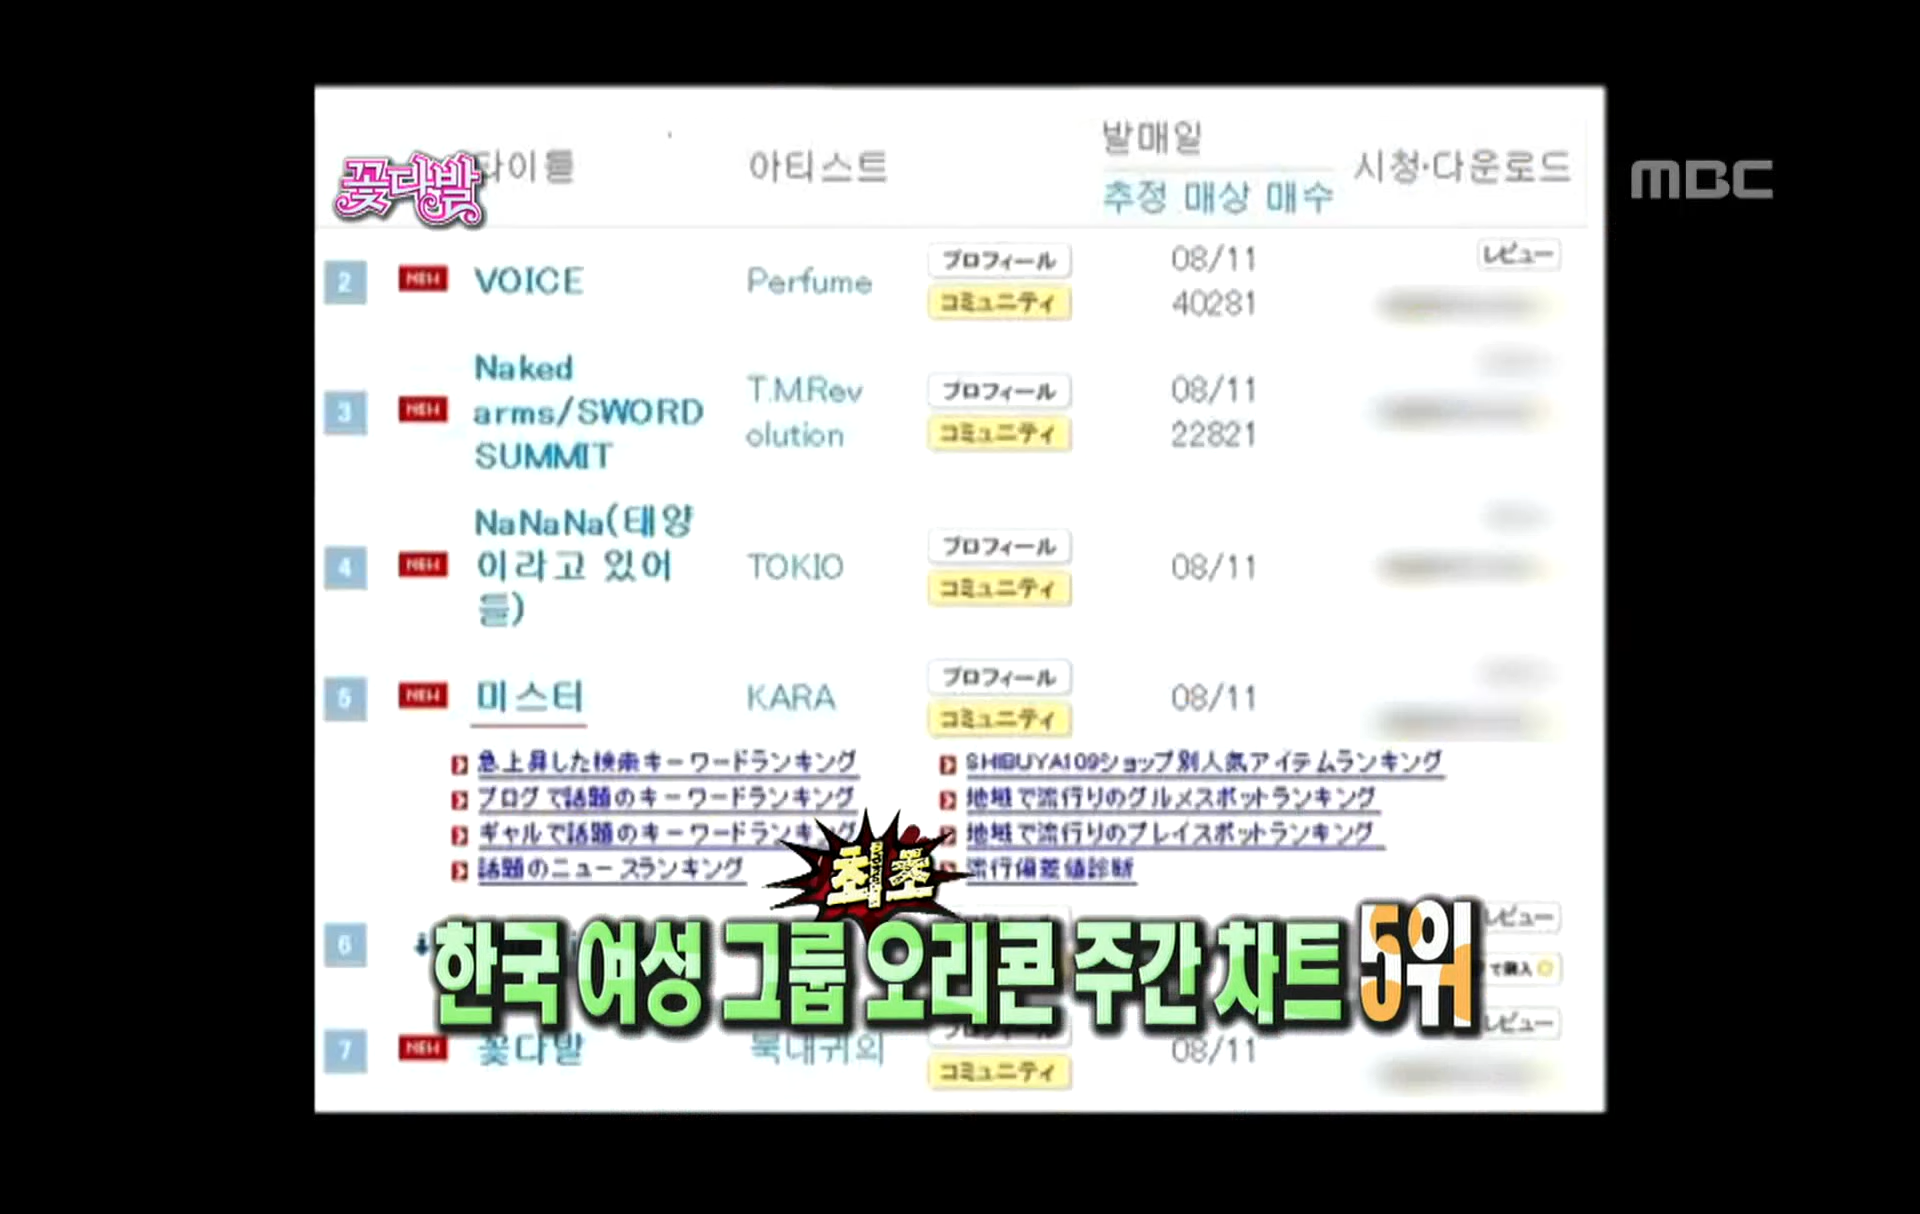 꽃다발
타이틀
아티스트
발매일
추정 매상 매수
시청·다운로드
MBC
2 NEW VOICE Perfume プロフィール 08/11 レビュー
コミュニティ 40281
3 NEW Naked arms/SWORD SUMMIT T.M.Revolution プロフィール 08/11
コミュニティ 22821
4 NEW NaNaNa(태양
이라고 있어
들) TOKIO プロフィール 08/11
コミュニティ
5 NEW 미스터 KARA プロフィール 08/11
コミュニティ
急上昇した検索キーワードランキング
SHIBUYA109ショップ別人気アイテムランキング
ブログで話題のキーワードランキング
地域で流行りのグルメスポットランキング
ギャルで話題のキーワードランキング
地域で流行りのプレイスポットランキング
話題のニュースランキング
流行偏差値診断
최초
6 レビュー
한국 여성 그룹 오리콘 주간 차트 5위
で購入
7 NEW 꽃다발 북내귀외 プロフィール 08/11 レビュー
コミュニティ